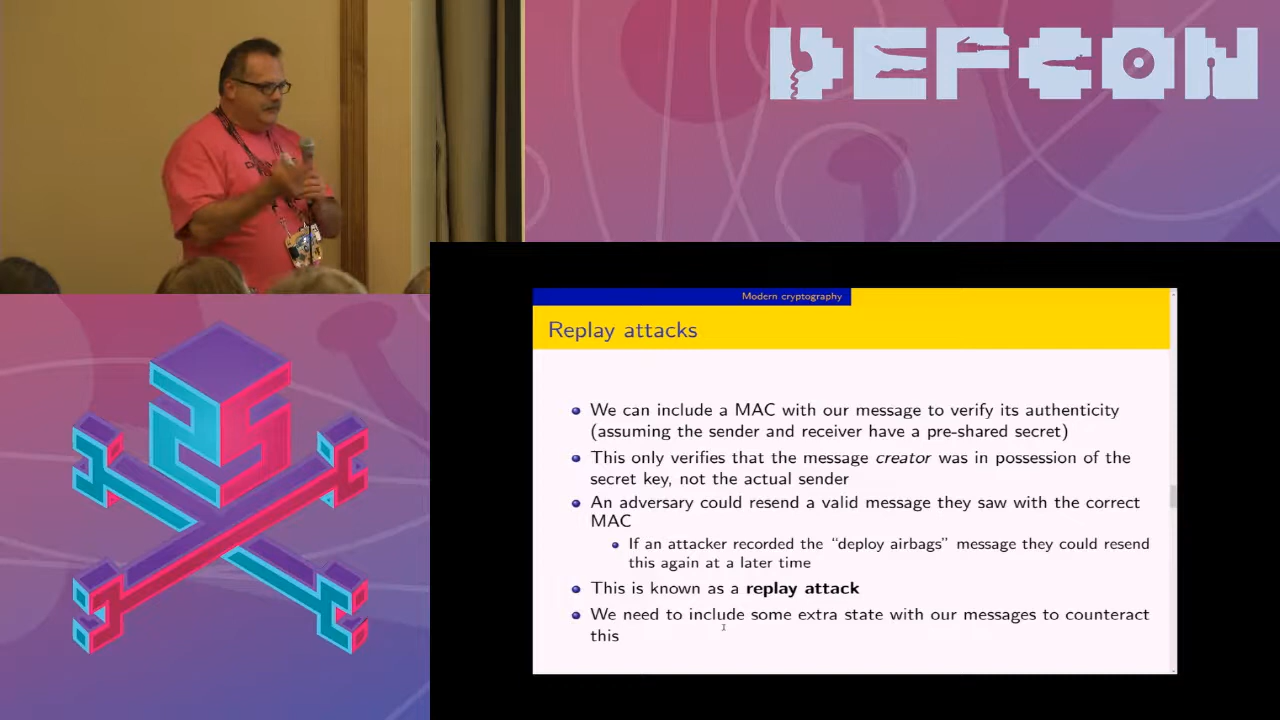 DEFCON
Modern cryptography
Replay attacks
We can include a MAC with our message to verify its authenticity
(assuming the sender and receiver have a pre-shared secret)
This only verifies that the message creator was in possession of the
secret key, not the actual sender
An adversary could resend a valid message they saw with the correct
MAC
If an attacker recorded the “deploy airbags” message they could resend
this again at a later time
This is known as a replay attack
We need to include some extra state with our messages to counteract
this